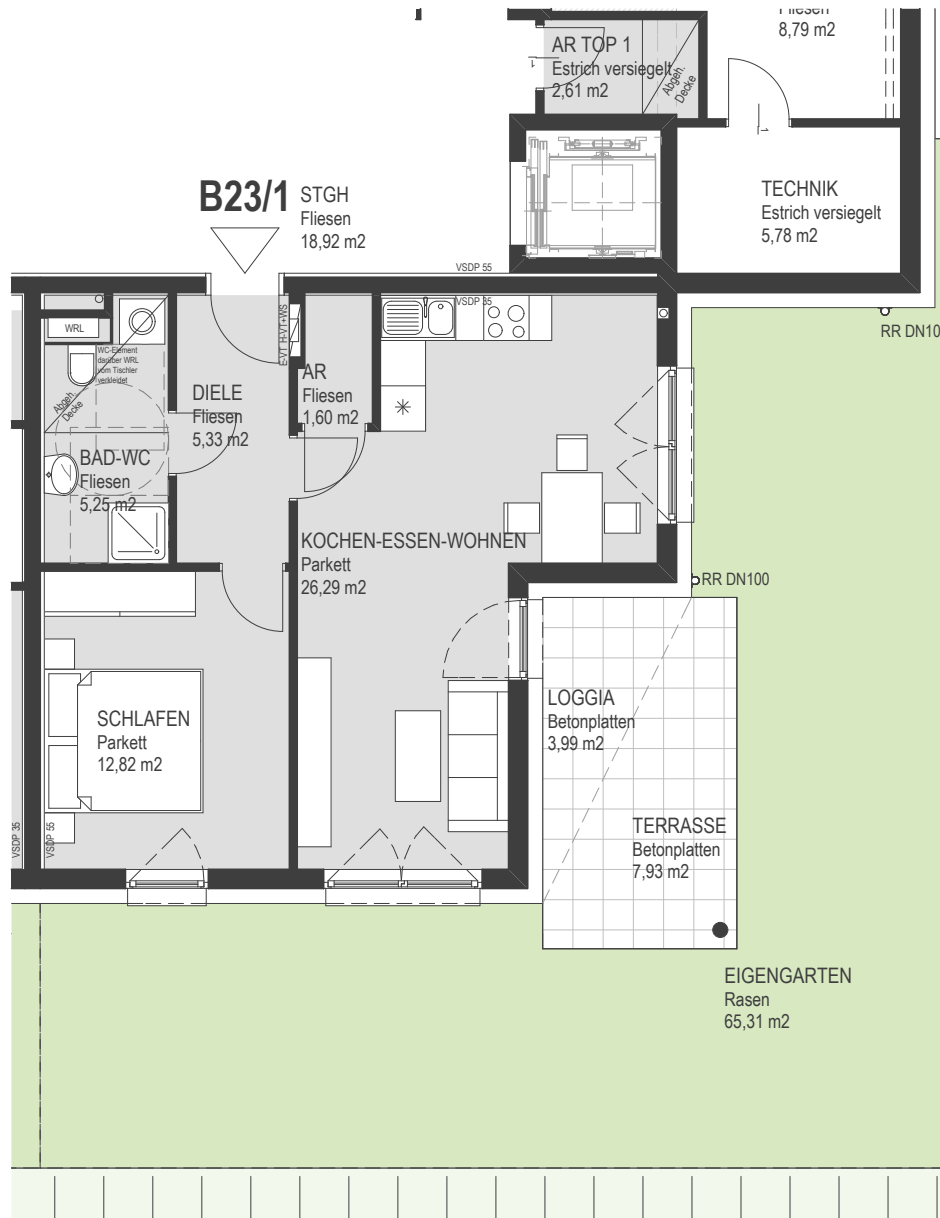 Fliesen
8,79 m2
AR TOP 1
Estrich versiegelt
2,61 m2
Abgeh.
Decke
1
1
TECHNIK
Estrich versiegelt
5,78 m2
B23/1
STGH
Fliesen
18,92 m2
VSDP 55
VSDP 35
RR DN10
WRL
WC-Element
darüber WRL
vom Tischler
verkleidet
Abgeh.
Decke
E-VT H-VT+WS
DIELE
Fliesen
5,33 m2
AR
Fliesen
1,60 m2
BAD-WC
Fliesen
5,25 m2
KOCHEN-ESSEN-WOHNEN
Parkett
26,29 m2
RR DN100
SCHLAFEN
Parkett
12,82 m2
LOGGIA
Betonplatten
3,99 m2
TERRASSE
Betonplatten
7,93 m2
VSDP 35
VSDP 55
EIGENGARTEN
Rasen
65,31 m2